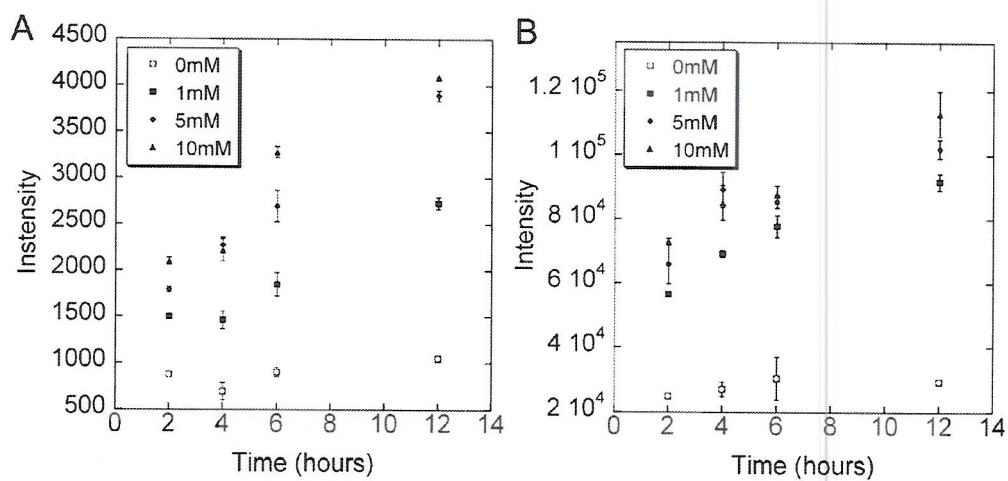 A
4500
4000
3500
3000
2500
2000
1500
1000
500
Instensity
0mM
1mM
5mM
10mM
0 2 4 6 8 10 12 14
Time (hours)
B
1.2 10^5
1 10^5
8 10^4
6 10^4
4 10^4
2 10^4
Intensity
0mM
1mM
5mM
10mM
0 2 4 6 8 10 12 14
Time (hours)